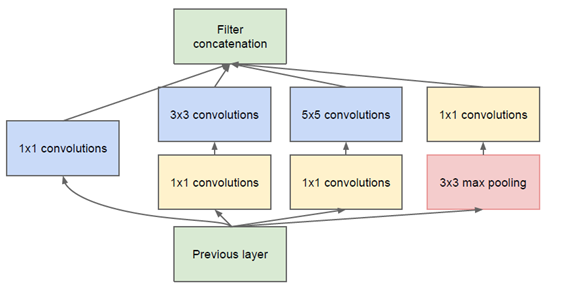 Filter
concatenation
3x3 convolutions
5x5 convolutions
1x1 convolutions
1x1 convolutions
1x1 convolutions
1x1 convolutions
3x3 max pooling
Previous layer